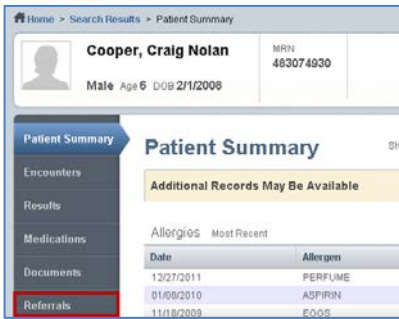 Home > Search Results > Patient Summary
Cooper, Craig Nolan
MRN
483074930
Male Age 6 DOB 2/1/2008
Patient Summary
Encounters
Results
Medications
Documents
Referrals
Patient Summary
Sh
Additional Records May Be Available
Allergies Most Recent
Date Allergen
12/27/2011 PERFUME
01/08/2010 ASPIRIN
11/18/2009 EGGS